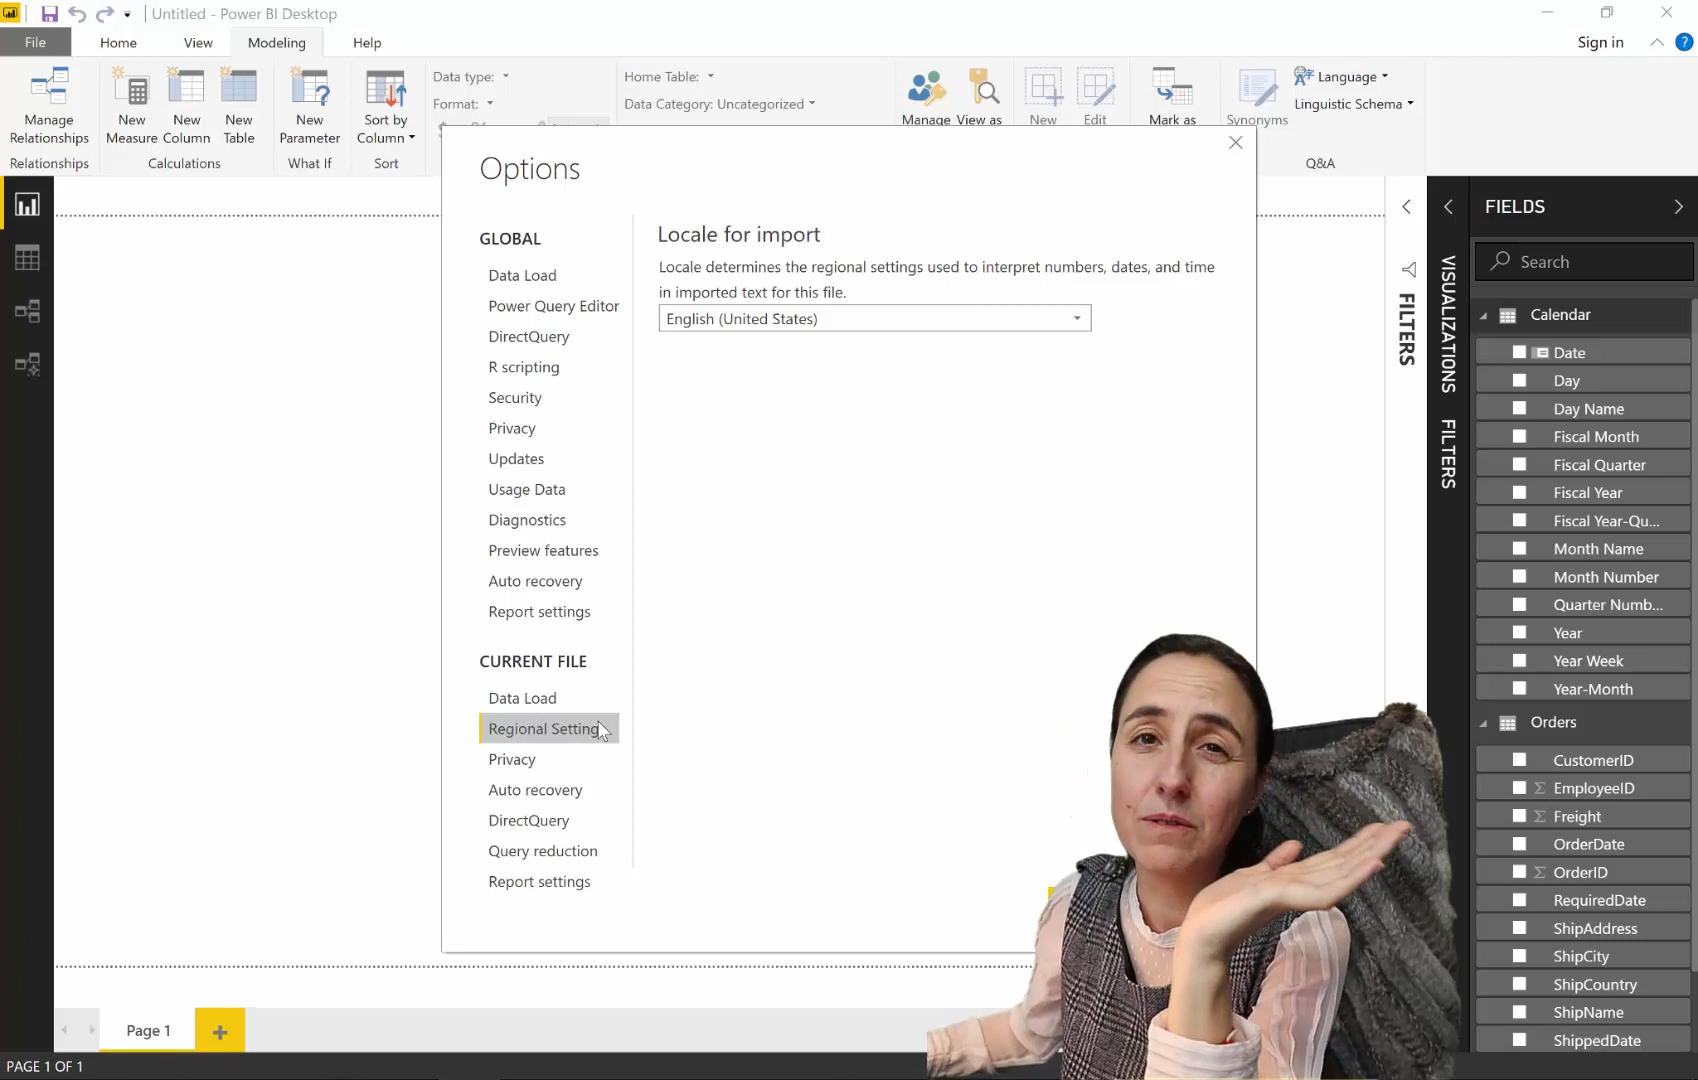 Untitled - Power BI Desktop
File
Home
View
Modeling
Help
Sign in
?
Manage Relationships
Relationships
New Measure
New Column
New Table
Calculations
New Parameter
What If
Sort by Column
Sort
Data type:
Format:
Home Table:
Data Category: Uncategorized
Manage
View as
New
Edit
Mark as
Synonyms
Language
Linguistic Schema
Q&A
Options
GLOBAL
Data Load
Power Query Editor
DirectQuery
R scripting
Security
Privacy
Updates
Usage Data
Diagnostics
Preview features
Auto recovery
Report settings
CURRENT FILE
Data Load
Regional Setting
Privacy
Auto recovery
DirectQuery
Query reduction
Report settings
Locale for import
Locale determines the regional settings used to interpret numbers, dates, and time
in imported text for this file.
English (United States)
FILTERS
VISUALIZATIONS
FILTERS
FIELDS
Search
Calendar
Date
Day
Day Name
Fiscal Month
Fiscal Quarter
Fiscal Year
Fiscal Year-Qu...
Month Name
Month Number
Quarter Numb...
Year
Year Week
Year-Month
Orders
CustomerID
Σ EmployeeID
Σ Freight
OrderDate
Σ OrderID
RequiredDate
ShipAddress
ShipCity
ShipCountry
ShipName
ShippedDate
Page 1
+
PAGE 1 OF 1